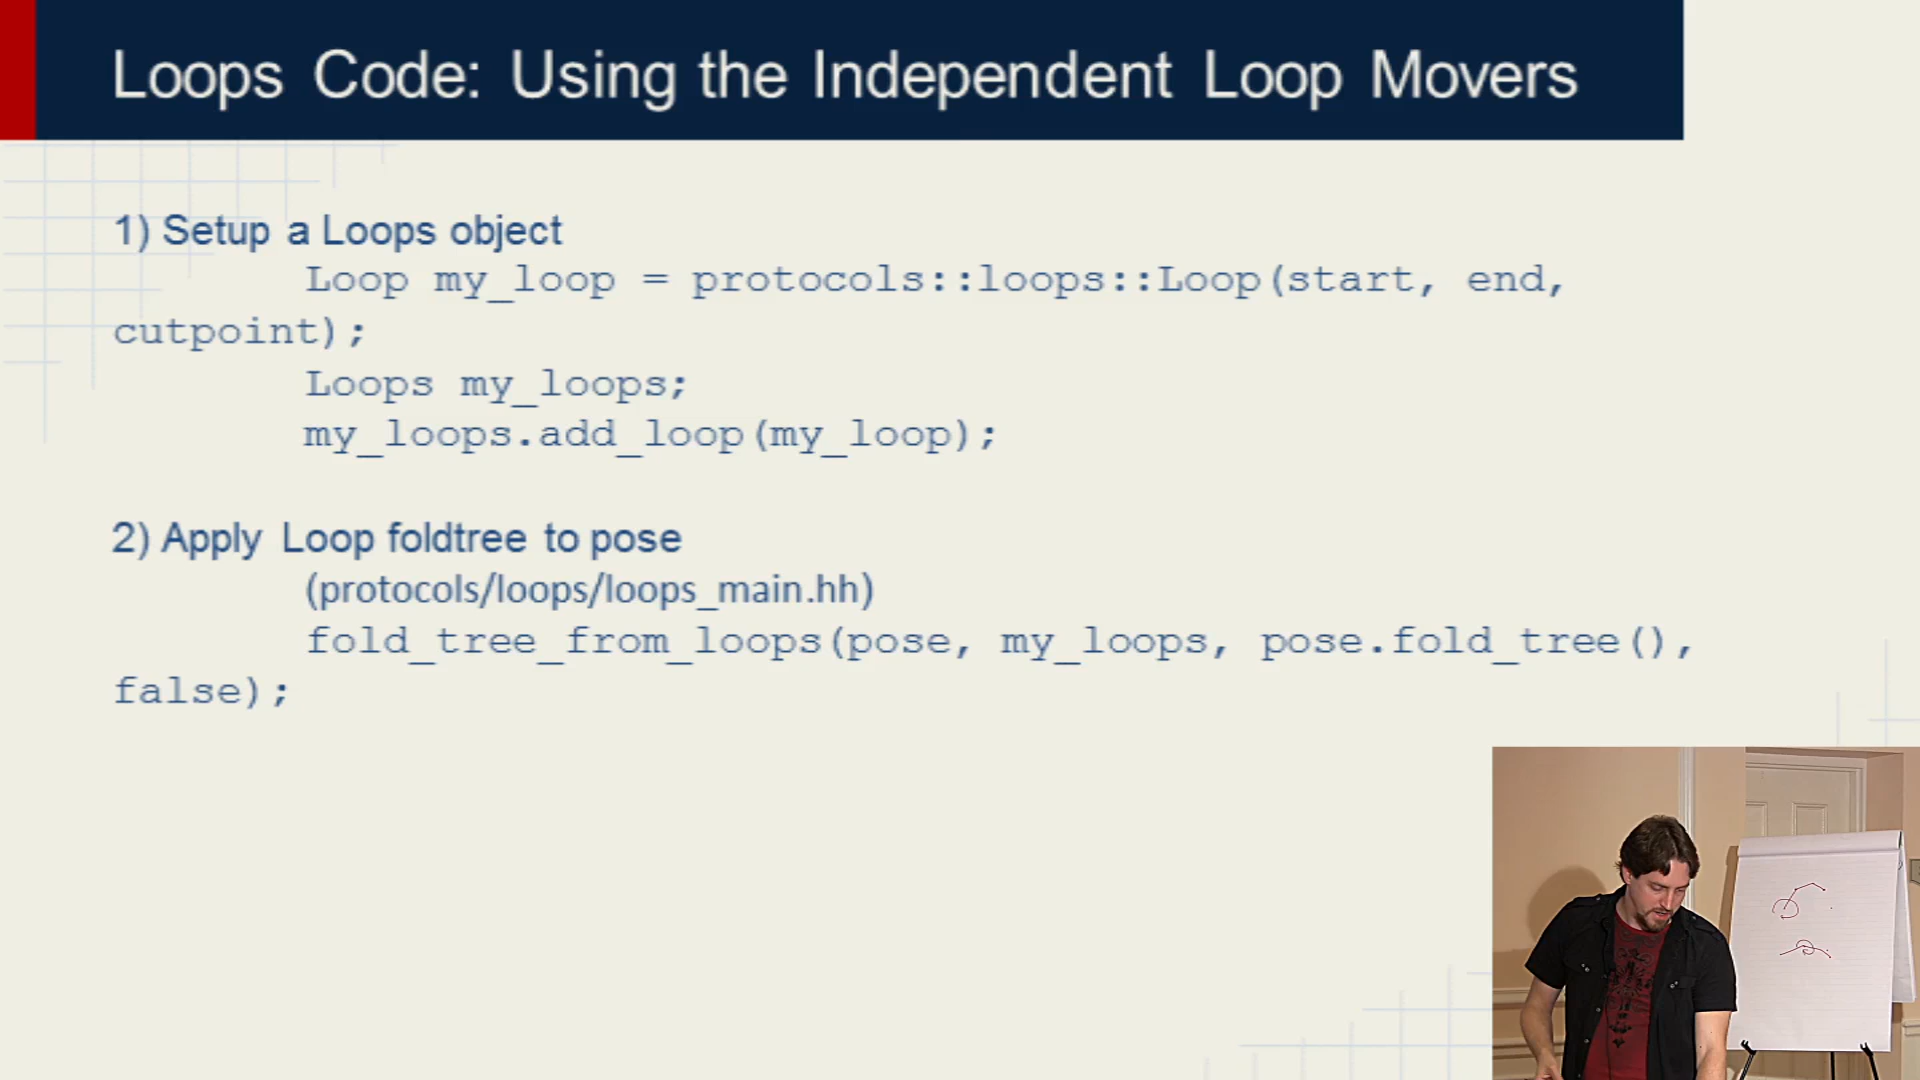 Loops Code: Using the Independent Loop Movers
1) Setup a Loops object
Loop my_loop = protocols::loops::Loop(start, end,
cutpoint);
Loops my_loops;
my_loops.add_loop(my_loop);
2) Apply Loop foldtree to pose
(protocols/loops/loops_main.hh)
fold_tree_from_loops(pose, my_loops, pose.fold_tree(),
false);